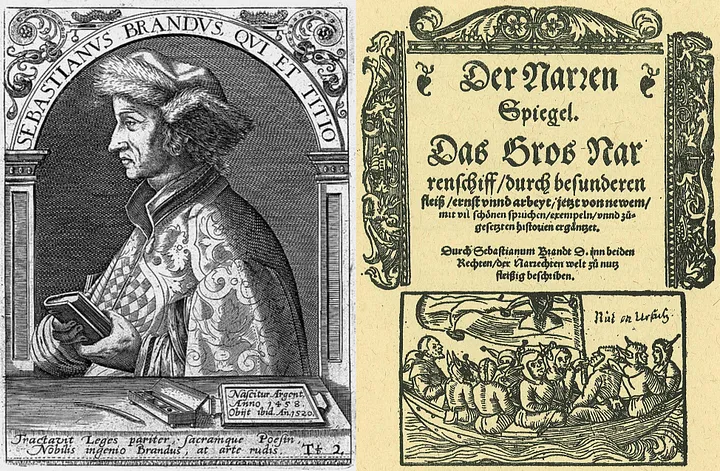 SEBASTIANVS BRANDVS. QVI ET TITIO
Nascitur Argent.
Anno 1458
Obijt ibid. An. 1520.
Tractavit Leges pariter, sacramque Poesin,
Nobilis ingenio Brandus, at arte rudis.
Der Narren
Spiegel.
Das Gros Nar
renschiff/durch besunderen
fleiß/ernst vnnd arbeyt/jetzt von newem/
mit vil schönen sprüchen/exempeln/vnnd zů-
gesetzten historien ergäntzet.
Durch Sebastianum Brandt D. inn beiden
Rechten/der Narrechten welt zů nutz
fleißig beschriben.